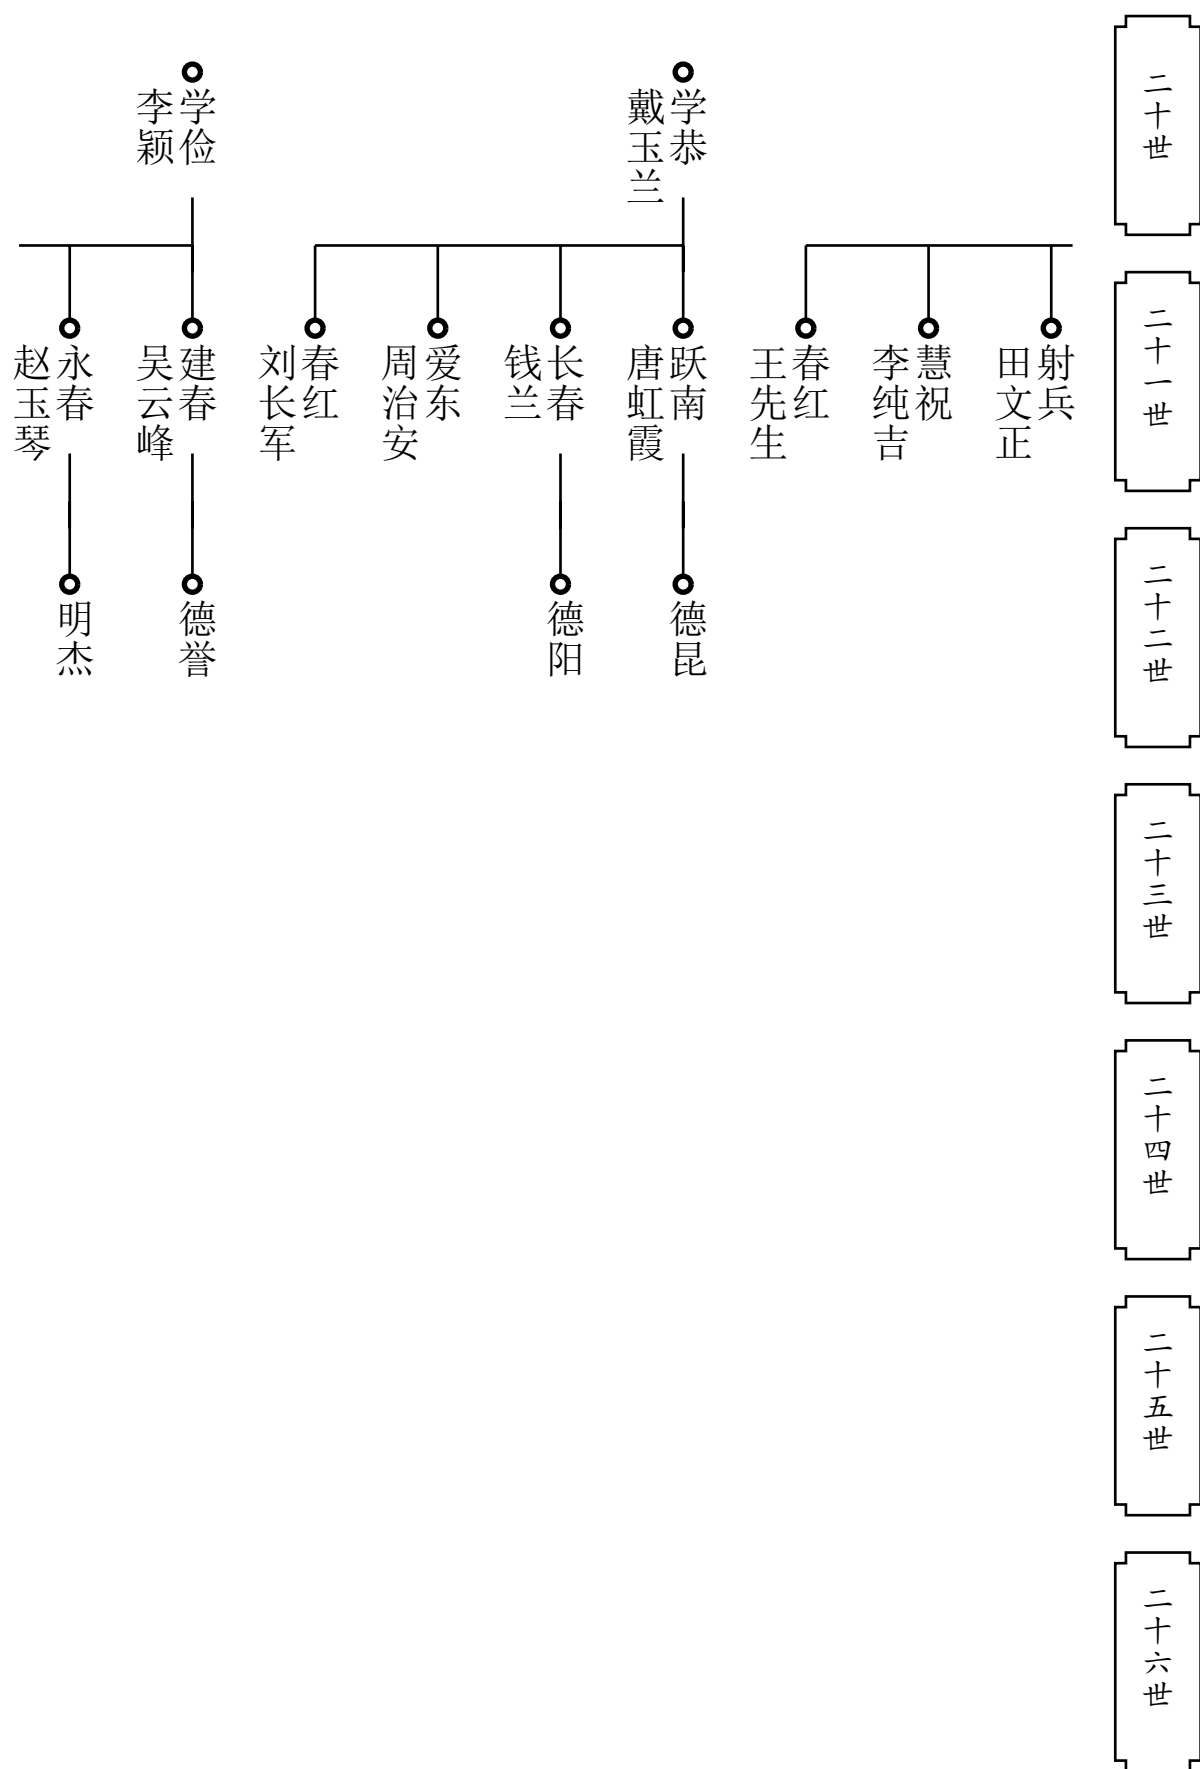 二十世
学恭
戴玉兰
学俭
李颖
二十一世
射兵
田文正
慧祝
李纯吉
春红
王先生
跃南
唐虹霞
长春
钱兰
爱东
周治安
春红
刘长军
建春
吴云峰
永春
赵玉琴
二十二世
德昆
德阳
德誉
明杰
二十三世
二十四世
二十五世
二十六世